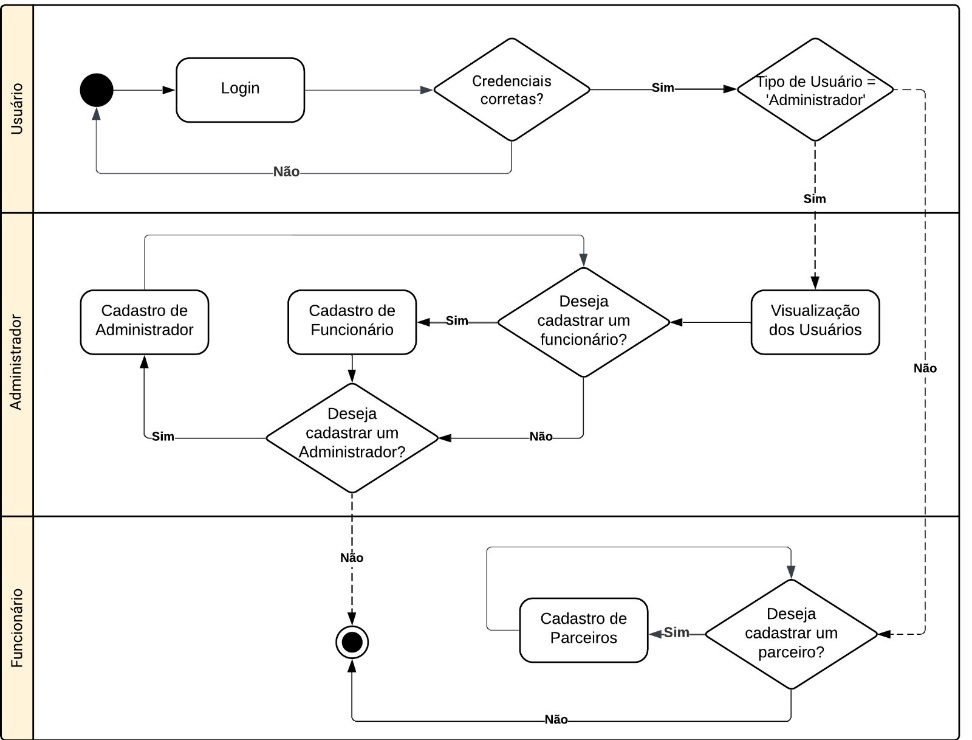 Usuário
Login
Credenciais
corretas?
Sim
Tipo de Usuário =
'Administrador'
Não
Sim
Administrador
Cadastro de
Administrador
Cadastro de
Funcionário
Sim
Deseja
cadastrar um
funcionário?
Visualização
dos Usuários
Não
Sim
Deseja
cadastrar um
Administrador?
Não
Funcionário
Não
Cadastro de
Parceiros
Sim
Deseja
cadastrar um
parceiro?
Não